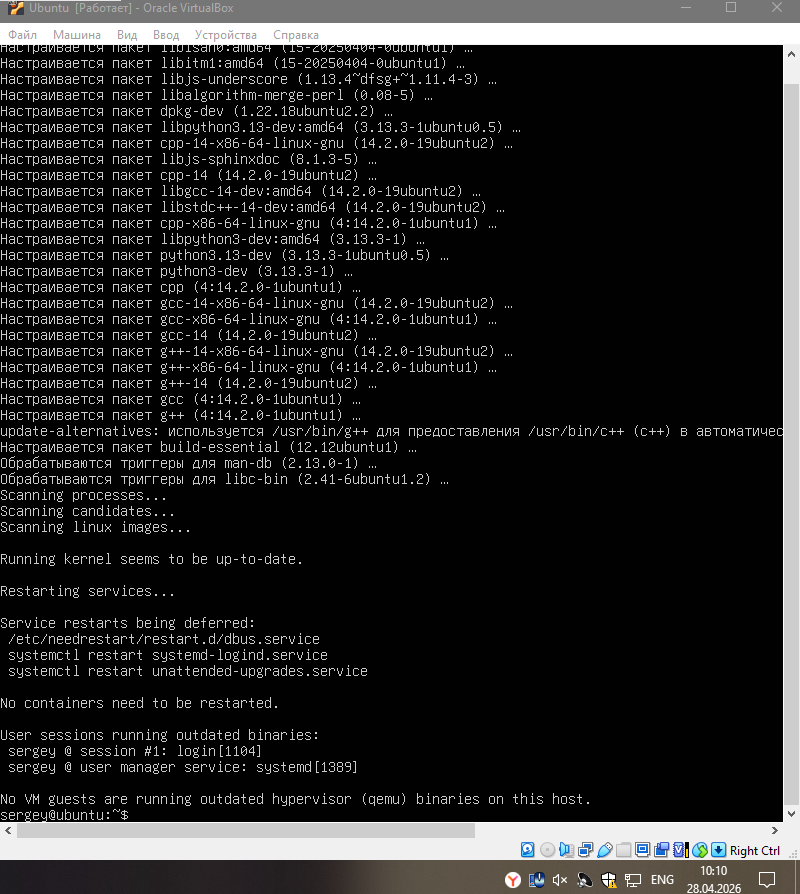 Ubuntu [Работает] - Oracle VirtualBox
Файл Машина Вид Ввод Устройства Справка
Настраивается пакет liblsan0:amd64 (15-20250404-0ubuntu1) …
Настраивается пакет libitm1:amd64 (15-20250404-0ubuntu1) …
Настраивается пакет libjs-underscore (1.13.4~dfsg+~1.11.4-3) …
Настраивается пакет libalgorithm-merge-perl (0.08-5) …
Настраивается пакет dpkg-dev (1.22.18ubuntu2.2) …
Настраивается пакет libpython3.13-dev:amd64 (3.13.3-1ubuntu0.5) …
Настраивается пакет cpp-14-x86-64-linux-gnu (14.2.0-19ubuntu2) …
Настраивается пакет libjs-sphinxdoc (8.1.3-5) …
Настраивается пакет cpp-14 (14.2.0-19ubuntu2) …
Настраивается пакет libgcc-14-dev:amd64 (14.2.0-19ubuntu2) …
Настраивается пакет libstdc++-14-dev:amd64 (14.2.0-19ubuntu2) …
Настраивается пакет cpp-x86-64-linux-gnu (4:14.2.0-1ubuntu1) …
Настраивается пакет libpython3-dev:amd64 (3.13.3-1) …
Настраивается пакет python3.13-dev (3.13.3-1ubuntu0.5) …
Настраивается пакет python3-dev (3.13.3-1) …
Настраивается пакет cpp (4:14.2.0-1ubuntu1) …
Настраивается пакет gcc-14-x86-64-linux-gnu (14.2.0-19ubuntu2) …
Настраивается пакет gcc-x86-64-linux-gnu (4:14.2.0-1ubuntu1) …
Настраивается пакет gcc-14 (14.2.0-19ubuntu2) …
Настраивается пакет g++-14-x86-64-linux-gnu (14.2.0-19ubuntu2) …
Настраивается пакет g++-x86-64-linux-gnu (4:14.2.0-1ubuntu1) …
Настраивается пакет g++-14 (14.2.0-19ubuntu2) …
Настраивается пакет gcc (4:14.2.0-1ubuntu1) …
Настраивается пакет g++ (4:14.2.0-1ubuntu1) …
update-alternatives: используется /usr/bin/g++ для предоставления /usr/bin/c++ (c++) в автоматичес
Настраивается пакет build-essential (12.12ubuntu1) …
Обрабатываются триггеры для man-db (2.13.0-1) …
Обрабатываются триггеры для libc-bin (2.41-6ubuntu1.2) …
Scanning processes...
Scanning candidates...
Scanning linux images...
Running kernel seems to be up-to-date.
Restarting services...
Service restarts being deferred:
/etc/needrestart/restart.d/dbus.service
systemctl restart systemd-logind.service
systemctl restart unattended-upgrades.service
No containers need to be restarted.
User sessions running outdated binaries:
sergey @ session #1: login[1104]
sergey @ user manager service: systemd[1389]
No VM guests are running outdated hypervisor (qemu) binaries on this host.
sergey@ubuntu:~$
Right Ctrl
ENG
10:10
28.04.2026